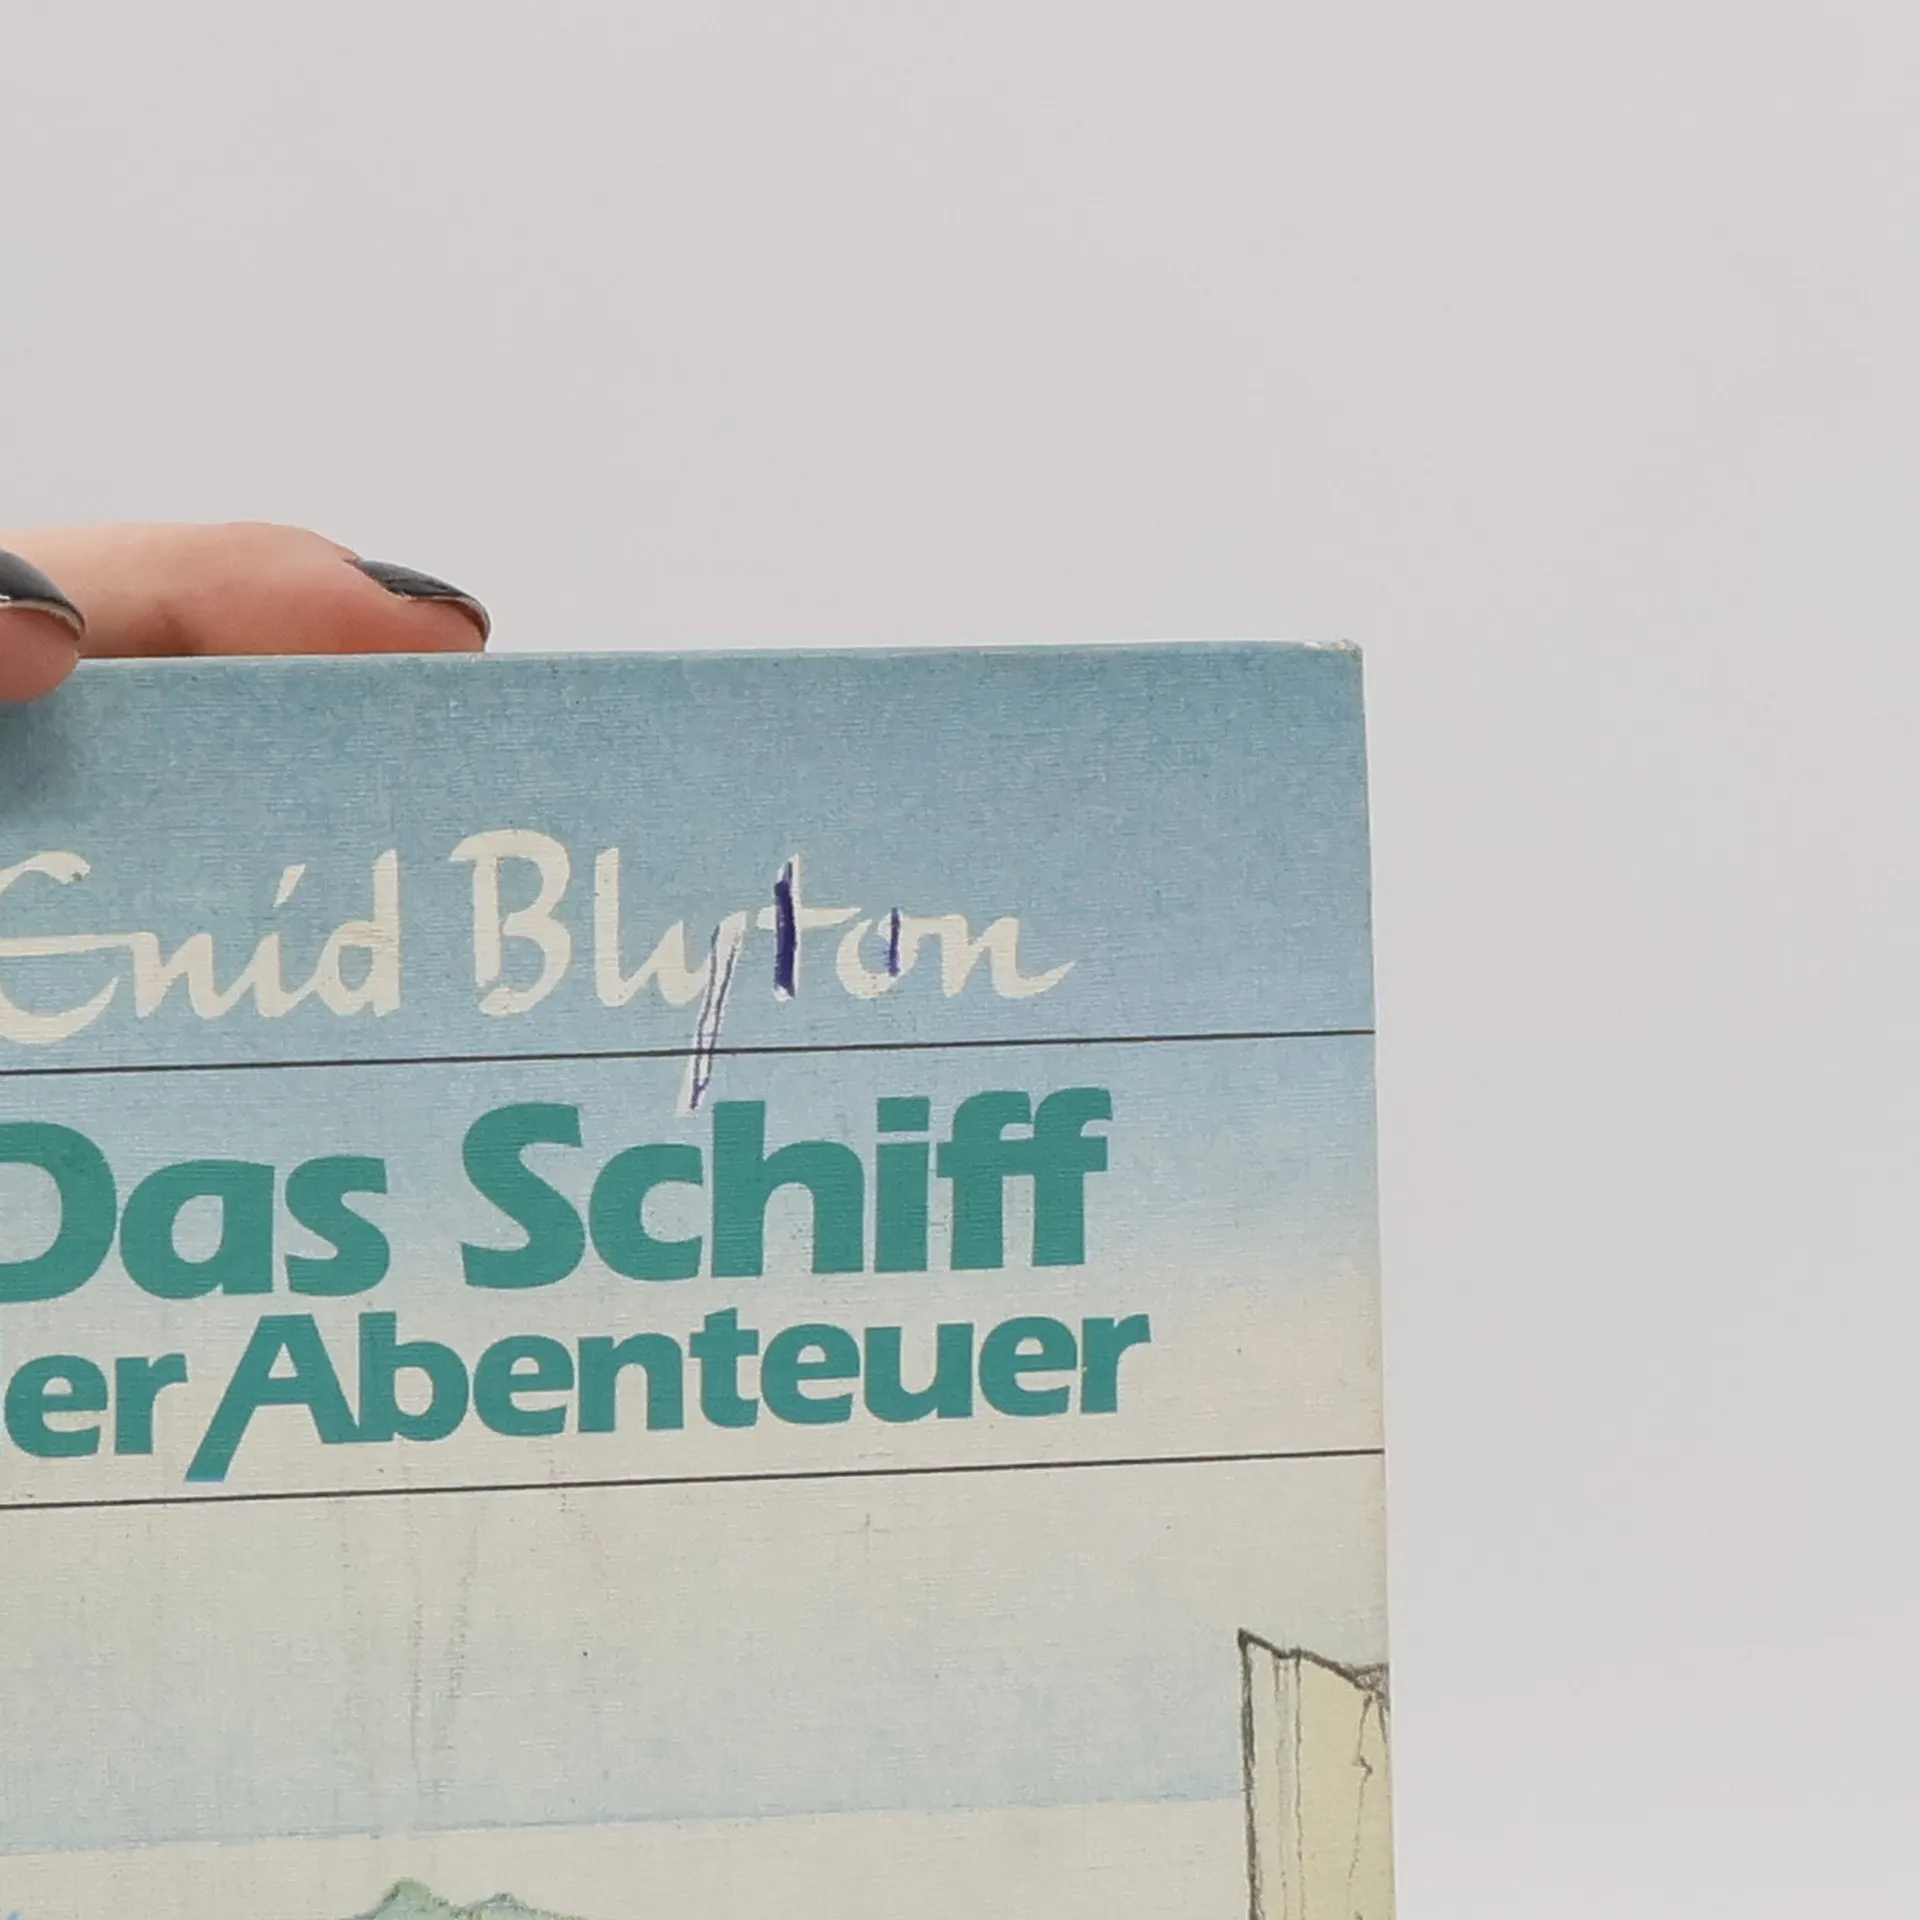 Enid Blyton
Das Schiff
der Abenteuer